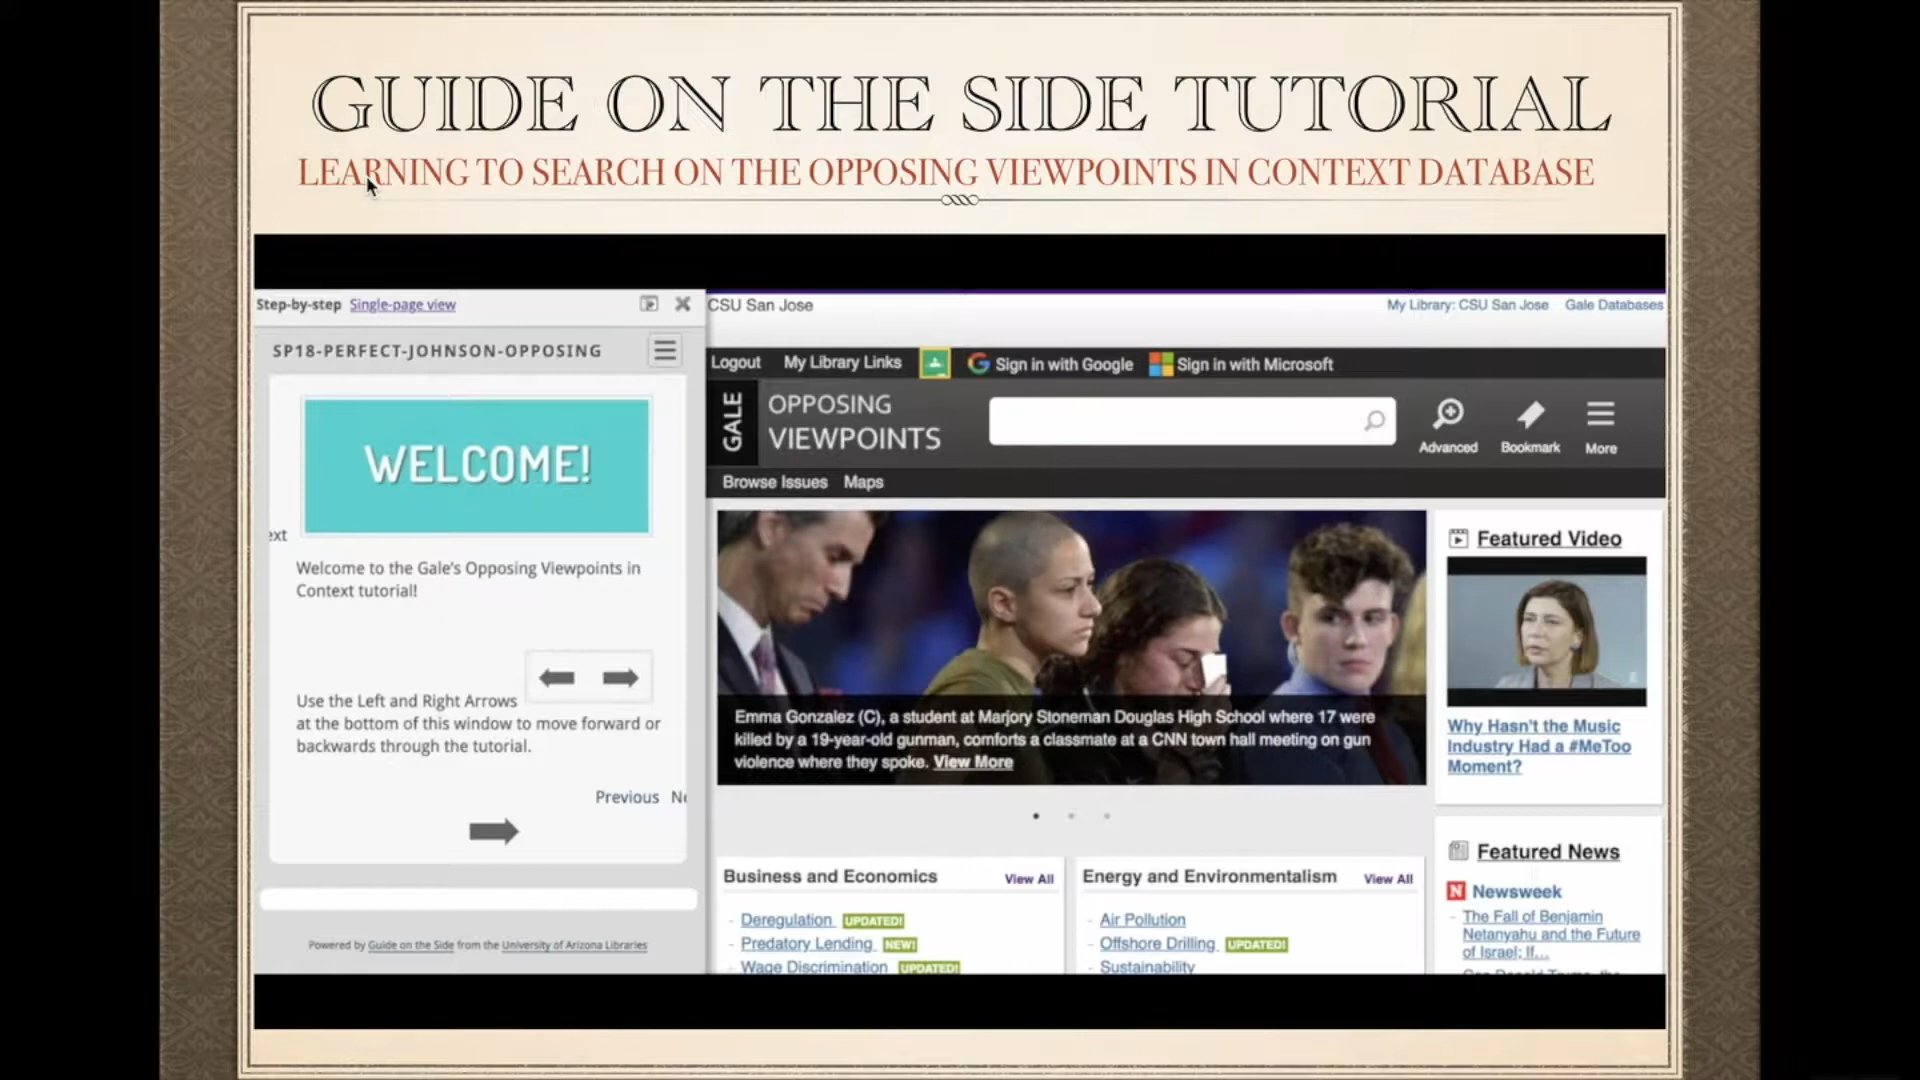 GUIDE ON THE SIDE TUTORIAL
LEARNING TO SEARCH ON THE OPPOSING VIEWPOINTS IN CONTEXT DATABASE
Step-by-step Single-page view
SP18-PERFECT-JOHNSON-OPPOSING
WELCOME!
ext
Welcome to the Gale's Opposing Viewpoints in
Context tutorial!
Use the Left and Right Arrows
at the bottom of this window to move forward or
backwards through the tutorial.
Previous Ne
Powered by Guide on the Side from the University of Arizona Libraries
CSU San Jose
My Library: CSU San Jose Gale Databases
Logout My Library Links Sign in with Google Sign in with Microsoft
GALE
OPPOSING
VIEWPOINTS
Advanced Bookmark More
Browse Issues Maps
Emma Gonzalez (C), a student at Marjory Stoneman Douglas High School where 17 were
killed by a 19-year-old gunman, comforts a classmate at a CNN town hall meeting on gun
violence where they spoke. View More
Business and Economics View All
- Deregulation UPDATED!
- Predatory Lending NEW!
- Wage Discrimination UPDATED!
Energy and Environmentalism View All
- Air Pollution
- Offshore Drilling UPDATED!
- Sustainability
Featured Video
Why Hasn't the Music
Industry Had a #MeToo
Moment?
Featured News
N Newsweek
- The Fall of Benjamin
Netanyahu and the Future
of Israel; If...